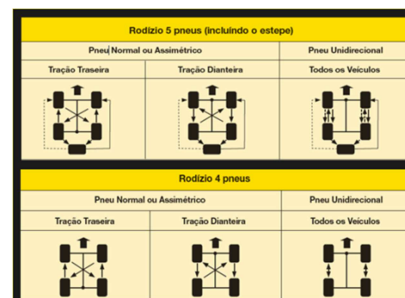 Rodízio 5 pneus (incluindo o estepe)
Pneu Normal ou Assimétrico Pneu Unidirecional
Tração Traseira Tração Dianteira Todos os Veículos
Rodízio 4 pneus
Pneu Normal ou Assimétrico Pneu Unidirecional
Tração Traseira Tração Dianteira Todos os Veículos